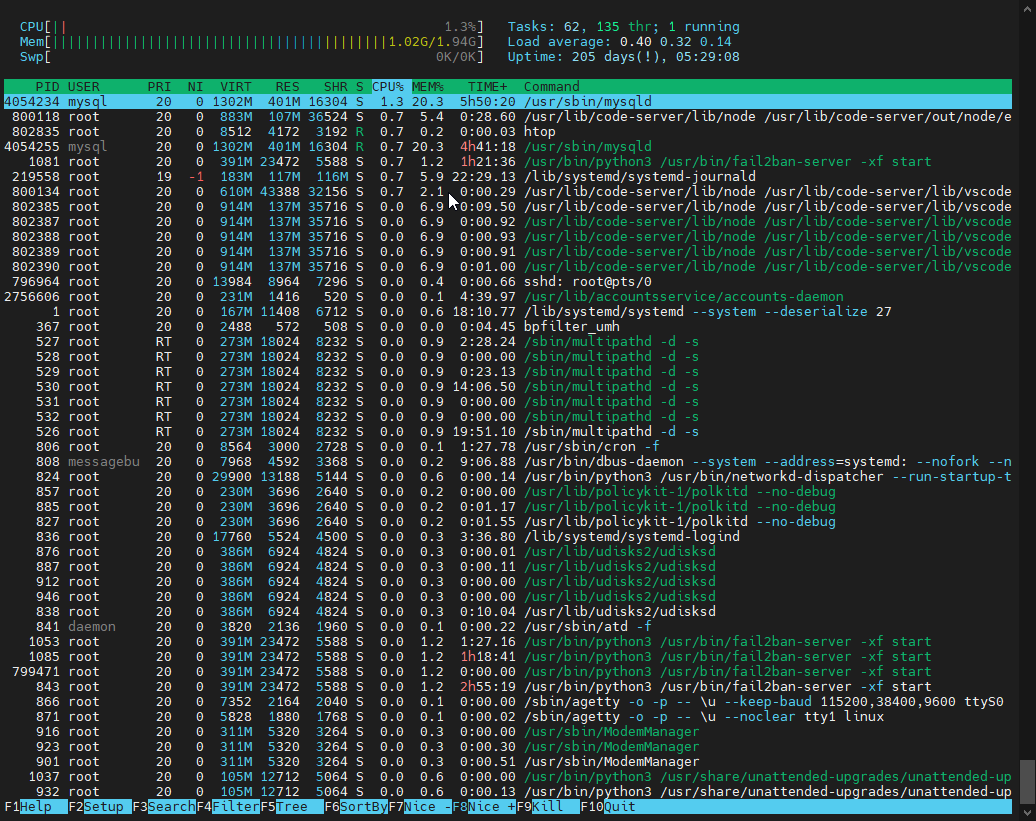 CPU[|| 1.3%] Tasks: 62, 135 thr; 1 running
Mem[||||||||||||||||||||||||||||||||||||||||||1.02G/1.94G] Load average: 0.40 0.32 0.14
Swp[ 0K/0K] Uptime: 205 days(!), 05:29:08
PID USER PRI NI VIRT RES SHR S CPU% MEM% TIME+ Command
4054234 mysql 20 0 1302M 401M 16304 S 1.3 20.3 5h50:20 /usr/sbin/mysqld
800118 root 20 0 883M 107M 36524 S 0.7 5.4 0:28.60 /usr/lib/code-server/lib/node /usr/lib/code-server/out/node/e
802835 root 20 0 8512 4172 3192 R 0.7 0.2 0:00.03 htop
4054255 mysql 20 0 1302M 401M 16304 R 0.7 20.3 4h41:18 /usr/sbin/mysqld
1081 root 20 0 391M 23472 5588 S 0.7 1.2 1h21:36 /usr/bin/python3 /usr/bin/fail2ban-server -xf start
219558 root 19 -1 183M 117M 116M S 0.7 5.9 22:29.13 /lib/systemd/systemd-journald
800134 root 20 0 610M 43388 32156 S 0.7 2.1 0:00.29 /usr/lib/code-server/lib/node /usr/lib/code-server/lib/vscode
802385 root 20 0 914M 137M 35716 S 0.0 6.9 0:09.50 /usr/lib/code-server/lib/node /usr/lib/code-server/lib/vscode
802387 root 20 0 914M 137M 35716 S 0.0 6.9 0:00.92 /usr/lib/code-server/lib/node /usr/lib/code-server/lib/vscode
802388 root 20 0 914M 137M 35716 S 0.0 6.9 0:00.93 /usr/lib/code-server/lib/node /usr/lib/code-server/lib/vscode
802389 root 20 0 914M 137M 35716 S 0.0 6.9 0:00.91 /usr/lib/code-server/lib/node /usr/lib/code-server/lib/vscode
802390 root 20 0 914M 137M 35716 S 0.0 6.9 0:01.00 /usr/lib/code-server/lib/node /usr/lib/code-server/lib/vscode
796964 root 20 0 13984 8964 7296 S 0.0 0.4 0:00.66 sshd: root@pts/0
2756606 root 20 0 231M 1416 520 S 0.0 0.1 4:39.97 /usr/lib/accountsservice/accounts-daemon
1 root 20 0 167M 11408 6712 S 0.0 0.6 18:10.77 /lib/systemd/systemd --system --deserialize 27
367 root 20 0 2488 572 508 S 0.0 0.0 0:04.45 bpfilter_umh
527 root RT 0 273M 18024 8232 S 0.0 0.9 2:28.24 /sbin/multipathd -d -s
528 root RT 0 273M 18024 8232 S 0.0 0.9 0:00.00 /sbin/multipathd -d -s
529 root RT 0 273M 18024 8232 S 0.0 0.9 0:23.13 /sbin/multipathd -d -s
530 root RT 0 273M 18024 8232 S 0.0 0.9 14:06.50 /sbin/multipathd -d -s
531 root RT 0 273M 18024 8232 S 0.0 0.9 0:00.00 /sbin/multipathd -d -s
532 root RT 0 273M 18024 8232 S 0.0 0.9 0:00.00 /sbin/multipathd -d -s
526 root RT 0 273M 18024 8232 S 0.0 0.9 19:51.10 /sbin/multipathd -d -s
806 root 20 0 8564 3000 2728 S 0.0 0.1 1:27.78 /usr/sbin/cron -f
808 messagebu 20 0 7968 4592 3368 S 0.0 0.2 9:06.88 /usr/bin/dbus-daemon --system --address=systemd: --nofork --n
824 root 20 0 29900 13188 5144 S 0.0 0.6 0:00.14 /usr/bin/python3 /usr/bin/networkd-dispatcher --run-startup-t
857 root 20 0 230M 3696 2640 S 0.0 0.2 0:00.00 /usr/lib/policykit-1/polkitd --no-debug
885 root 20 0 230M 3696 2640 S 0.0 0.2 0:01.17 /usr/lib/policykit-1/polkitd --no-debug
827 root 20 0 230M 3696 2640 S 0.0 0.2 0:01.55 /usr/lib/policykit-1/polkitd --no-debug
836 root 20 0 17760 5524 4500 S 0.0 0.3 3:36.80 /lib/systemd/systemd-logind
876 root 20 0 386M 6924 4824 S 0.0 0.3 0:00.01 /usr/lib/udisks2/udisksd
887 root 20 0 386M 6924 4824 S 0.0 0.3 0:00.11 /usr/lib/udisks2/udisksd
912 root 20 0 386M 6924 4824 S 0.0 0.3 0:00.00 /usr/lib/udisks2/udisksd
946 root 20 0 386M 6924 4824 S 0.0 0.3 0:00.00 /usr/lib/udisks2/udisksd
838 root 20 0 386M 6924 4824 S 0.0 0.3 0:10.04 /usr/lib/udisks2/udisksd
841 daemon 20 0 3820 2136 1960 S 0.0 0.1 0:00.22 /usr/sbin/atd -f
1053 root 20 0 391M 23472 5588 S 0.0 1.2 1:27.16 /usr/bin/python3 /usr/bin/fail2ban-server -xf start
1085 root 20 0 391M 23472 5588 S 0.0 1.2 1h18:41 /usr/bin/python3 /usr/bin/fail2ban-server -xf start
799471 root 20 0 391M 23472 5588 S 0.0 1.2 0:00.00 /usr/bin/python3 /usr/bin/fail2ban-server -xf start
843 root 20 0 391M 23472 5588 S 0.0 1.2 2h55:19 /usr/bin/python3 /usr/bin/fail2ban-server -xf start
866 root 20 0 7352 2164 2040 S 0.0 0.1 0:00.00 /sbin/agetty -o -p -- \u --keep-baud 115200,38400,9600 ttyS0
871 root 20 0 5828 1880 1768 S 0.0 0.1 0:00.02 /sbin/agetty -o -p -- \u --noclear tty1 linux
916 root 20 0 311M 5320 3264 S 0.0 0.3 0:00.00 /usr/sbin/ModemManager
923 root 20 0 311M 5320 3264 S 0.0 0.3 0:00.30 /usr/sbin/ModemManager
901 root 20 0 311M 5320 3264 S 0.0 0.3 0:00.51 /usr/sbin/ModemManager
1037 root 20 0 105M 12712 5064 S 0.0 0.6 0:00.00 /usr/bin/python3 /usr/share/unattended-upgrades/unattended-up
932 root 20 0 105M 12712 5064 S 0.0 0.6 0:00.13 /usr/bin/python3 /usr/share/unattended-upgrades/unattended-up
F1Help F2Setup F3SearchF4FilterF5Tree F6SortByF7Nice -F8Nice +F9Kill F10Quit